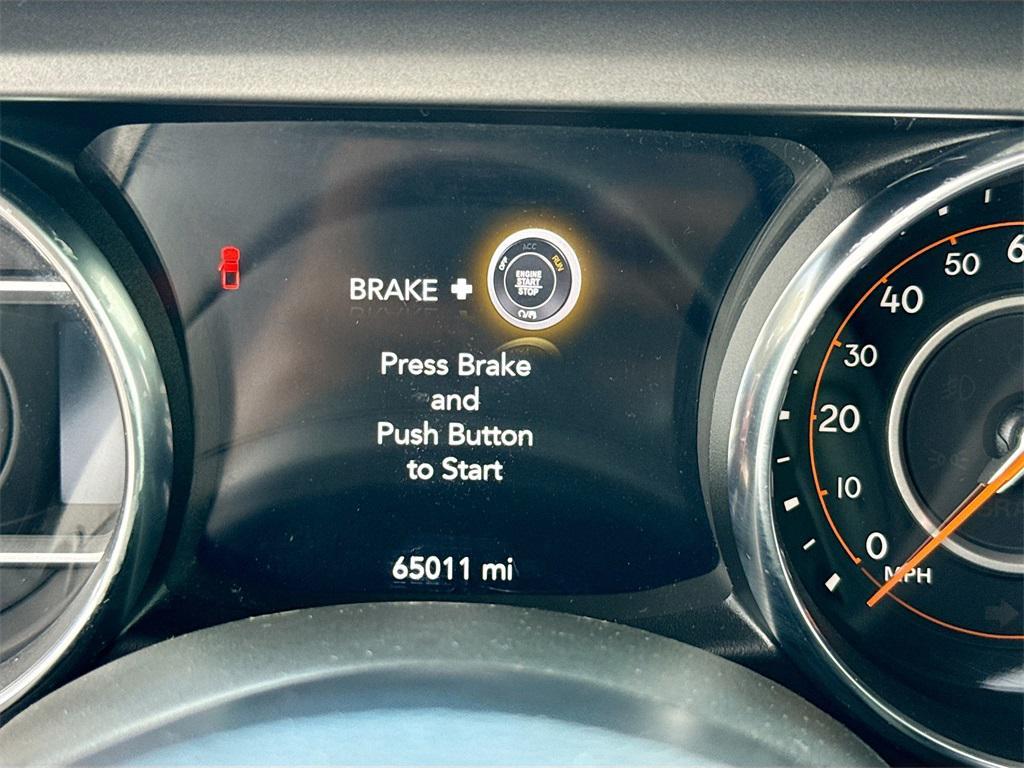 BRAKE +
ACC
OFF
RUN
ENGINE
START
STOP
Press Brake
and
Push Button
to Start
65011 mi
50
40
30
20
10
0
MPH